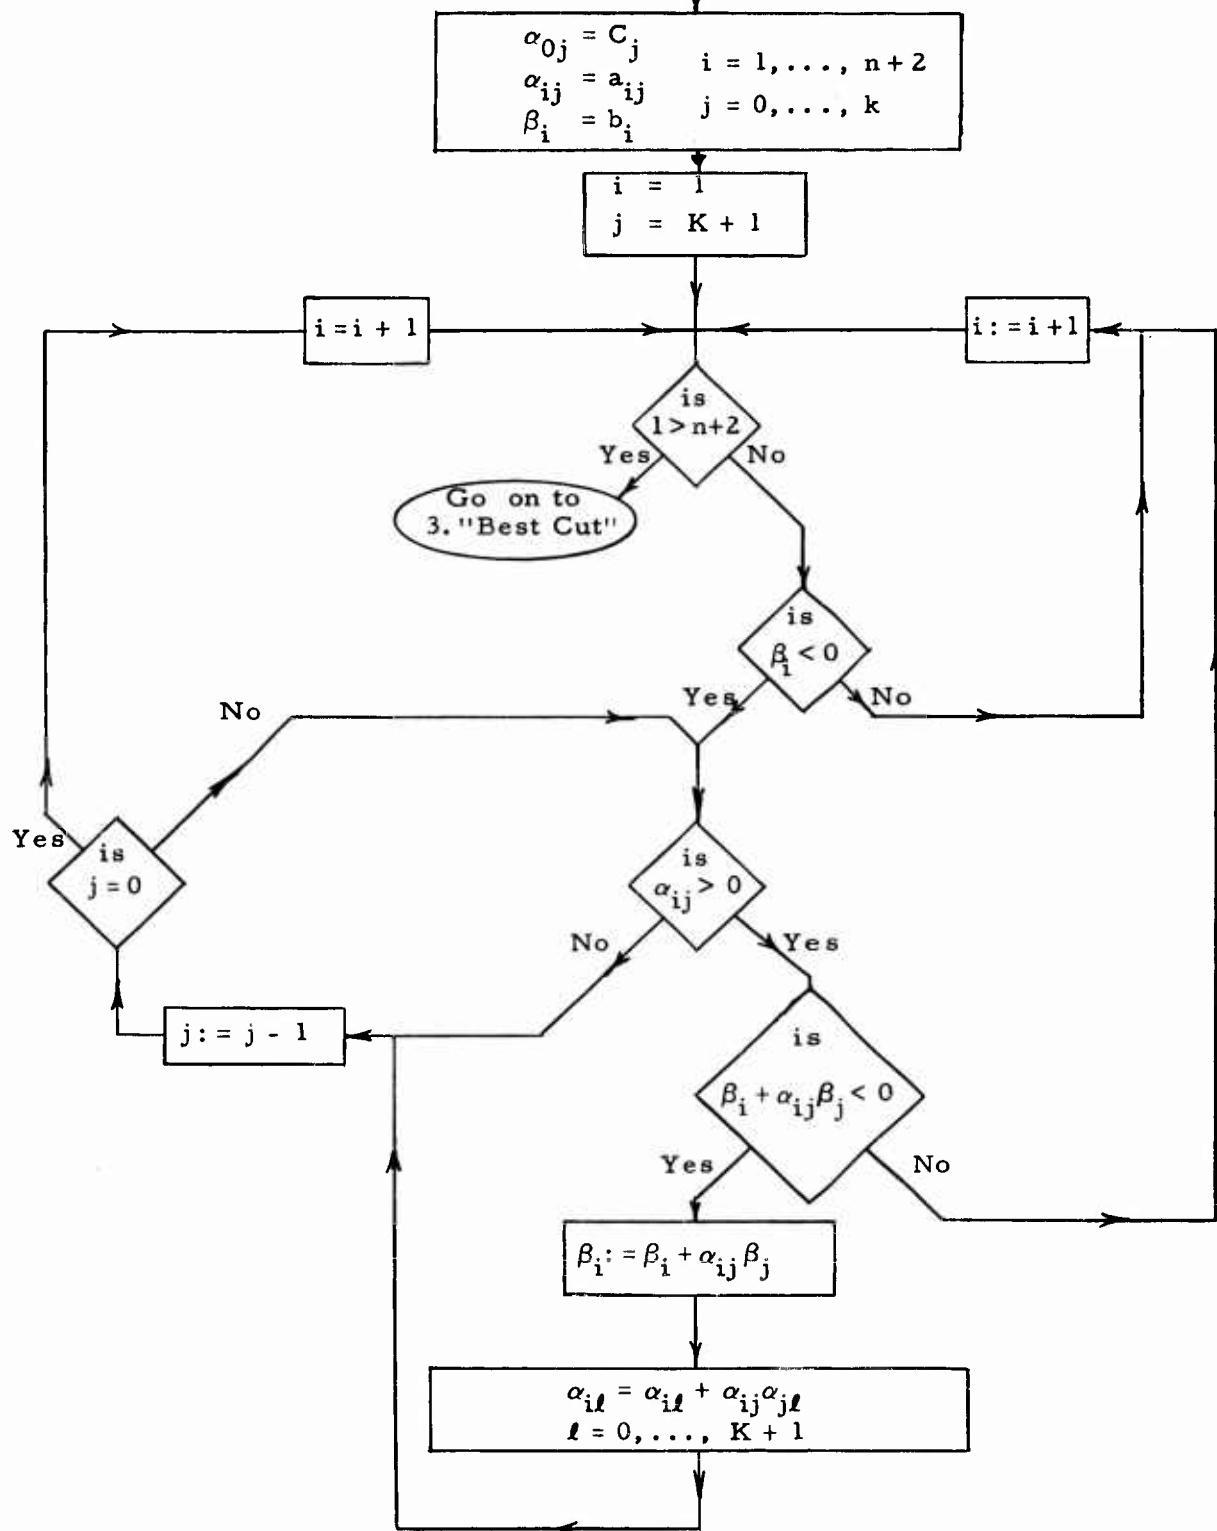 α0j = Cj
αij = aij
βi = bi
i = 1,..., n+2
j = 0,..., k
i = 1
j = K + 1
i = i + 1
i: = i+1
is
1 > n+2
Yes
No
Go on to
3. "Best Cut"
is
βi < 0
Yes
No
No
Yes
is
j = 0
is
αij > 0
No
Yes
j: = j - 1
is
βi + αijβj < 0
Yes
No
βi: = βi + αijβj
αiℓ = αiℓ + αijαjℓ
ℓ = 0,..., K + 1